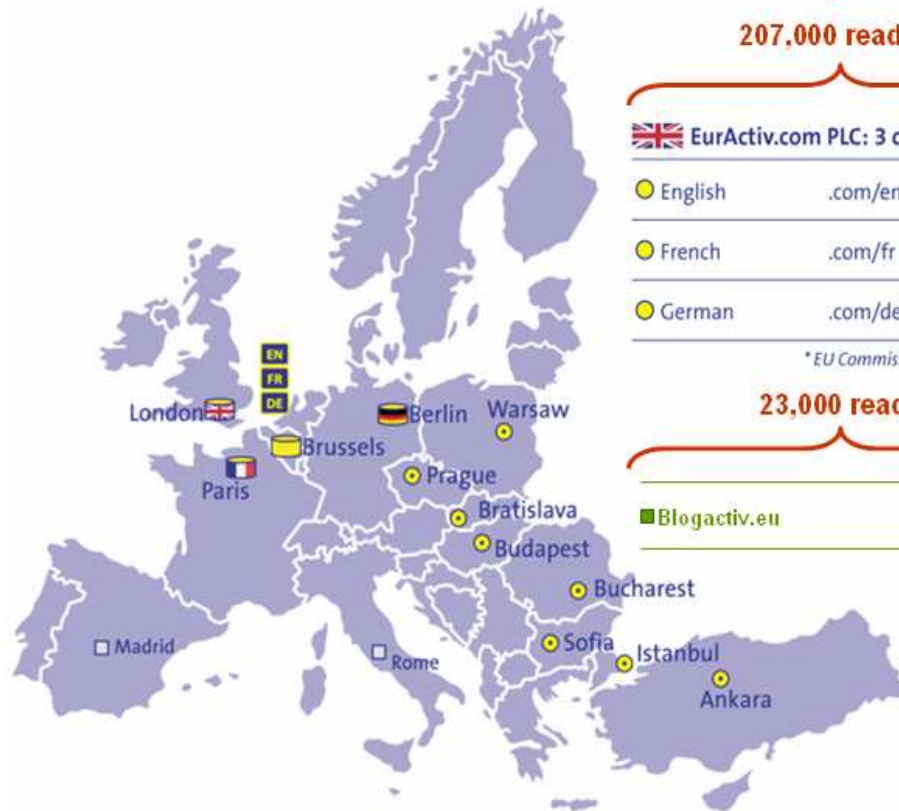 207,000 read
EurActiv.com PLC: 3 c
English .com/en
French .com/fr
German .com/de
* EU Commis
23,000 read
Blogactiv.eu
EN
FR
DE
London
Berlin
Warsaw
Brussels
Paris
Prague
Bratislava
Budapest
Bucharest
Madrid
Rome
Sofia
Istanbul
Ankara